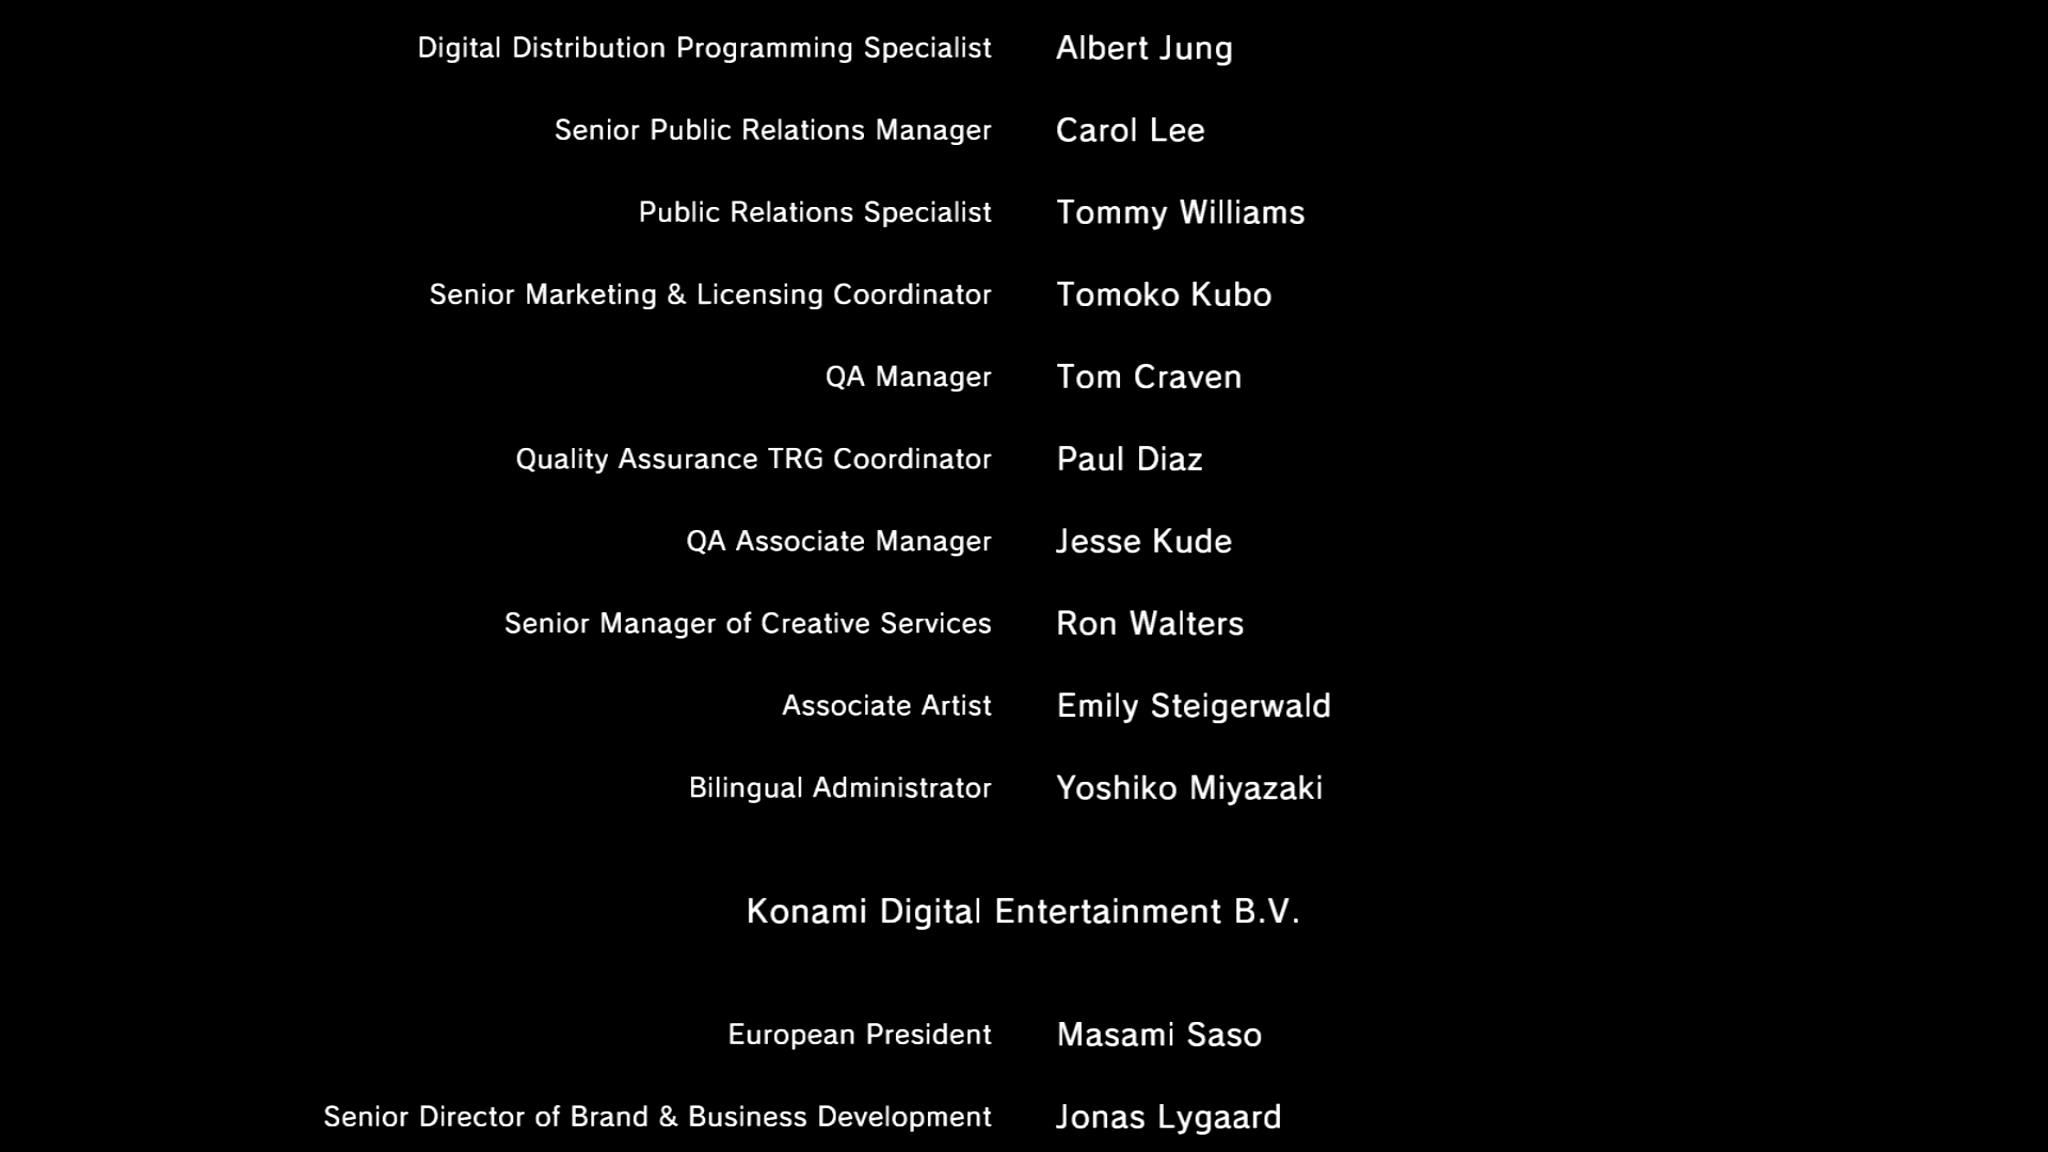 Digital Distribution Programming Specialist Albert Jung
Senior Public Relations Manager Carol Lee
Public Relations Specialist Tommy Williams
Senior Marketing & Licensing Coordinator Tomoko Kubo
QA Manager Tom Craven
Quality Assurance TRG Coordinator Paul Diaz
QA Associate Manager Jesse Kude
Senior Manager of Creative Services Ron Walters
Associate Artist Emily Steigerwald
Bilingual Administrator Yoshiko Miyazaki
Konami Digital Entertainment B.V.
European President Masami Saso
Senior Director of Brand & Business Development Jonas Lygaard